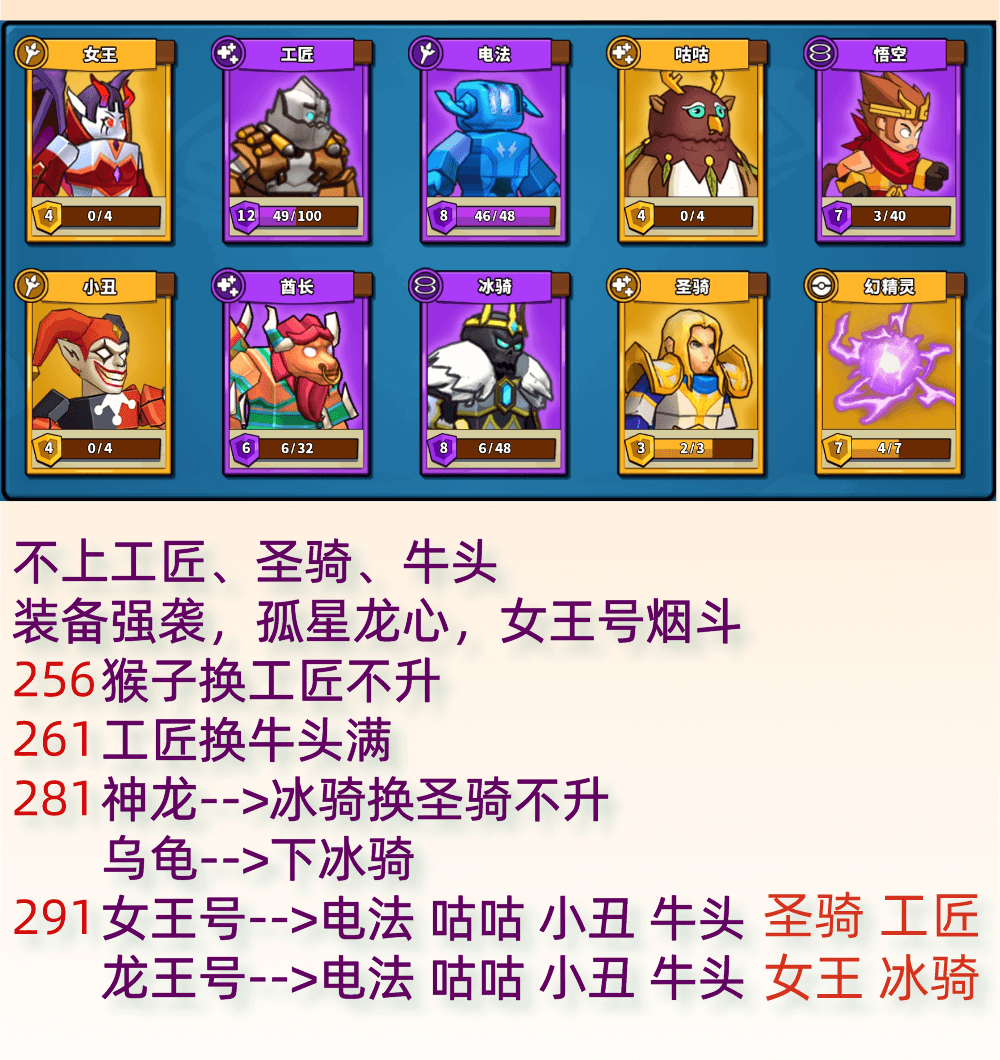 女王 工匠 电法 咕咕 悟空
4 0/4 12 49/100 8 46/48 4 0/4 7 3/40
小丑 酋长 冰骑 圣骑 幻精灵
4 0/4 6 6/32 8 6/48 3 2/3 7 4/7
不上工匠、圣骑、牛头
装备强袭，孤星龙心，女王号烟斗
256猴子换工匠不升
261工匠换牛头满
281神龙-->冰骑换圣骑不升
乌龟-->下冰骑
291女王号-->电法 咕咕 小丑 牛头 圣骑 工匠
龙王号-->电法 咕咕 小丑 牛头 女王 冰骑